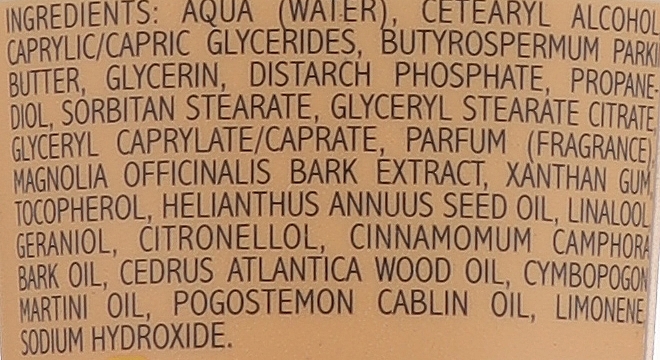 INGREDIENTS: AQUA (WATER), CETEARYL ALCOHOL
CAPRYLIC/CAPRIC GLYCERIDES, BUTYROSPERMUM PARKI
BUTTER, GLYCERIN, DISTARCH PHOSPHATE, PROPANE-
DIOL, SORBITAN STEARATE, GLYCERYL STEARATE CITRATE,
GLYCERYL CAPRYLATE/CAPRATE, PARFUM (FRAGRANCE)
MAGNOLIA OFFICINALIS BARK EXTRACT, XANTHAN GUM,
TOCOPHEROL, HELIANTHUS ANNUUS SEED OIL, LINALOOL
GERANIOL, CITRONELLOL, CINNAMOMUM CAMPHORA
BARK OIL, CEDRUS ATLANTICA WOOD OIL, CYMBOPOGON
MARTINI OIL, POGOSTEMON CABLIN OIL, LIMONENE,
SODIUM HYDROXIDE.